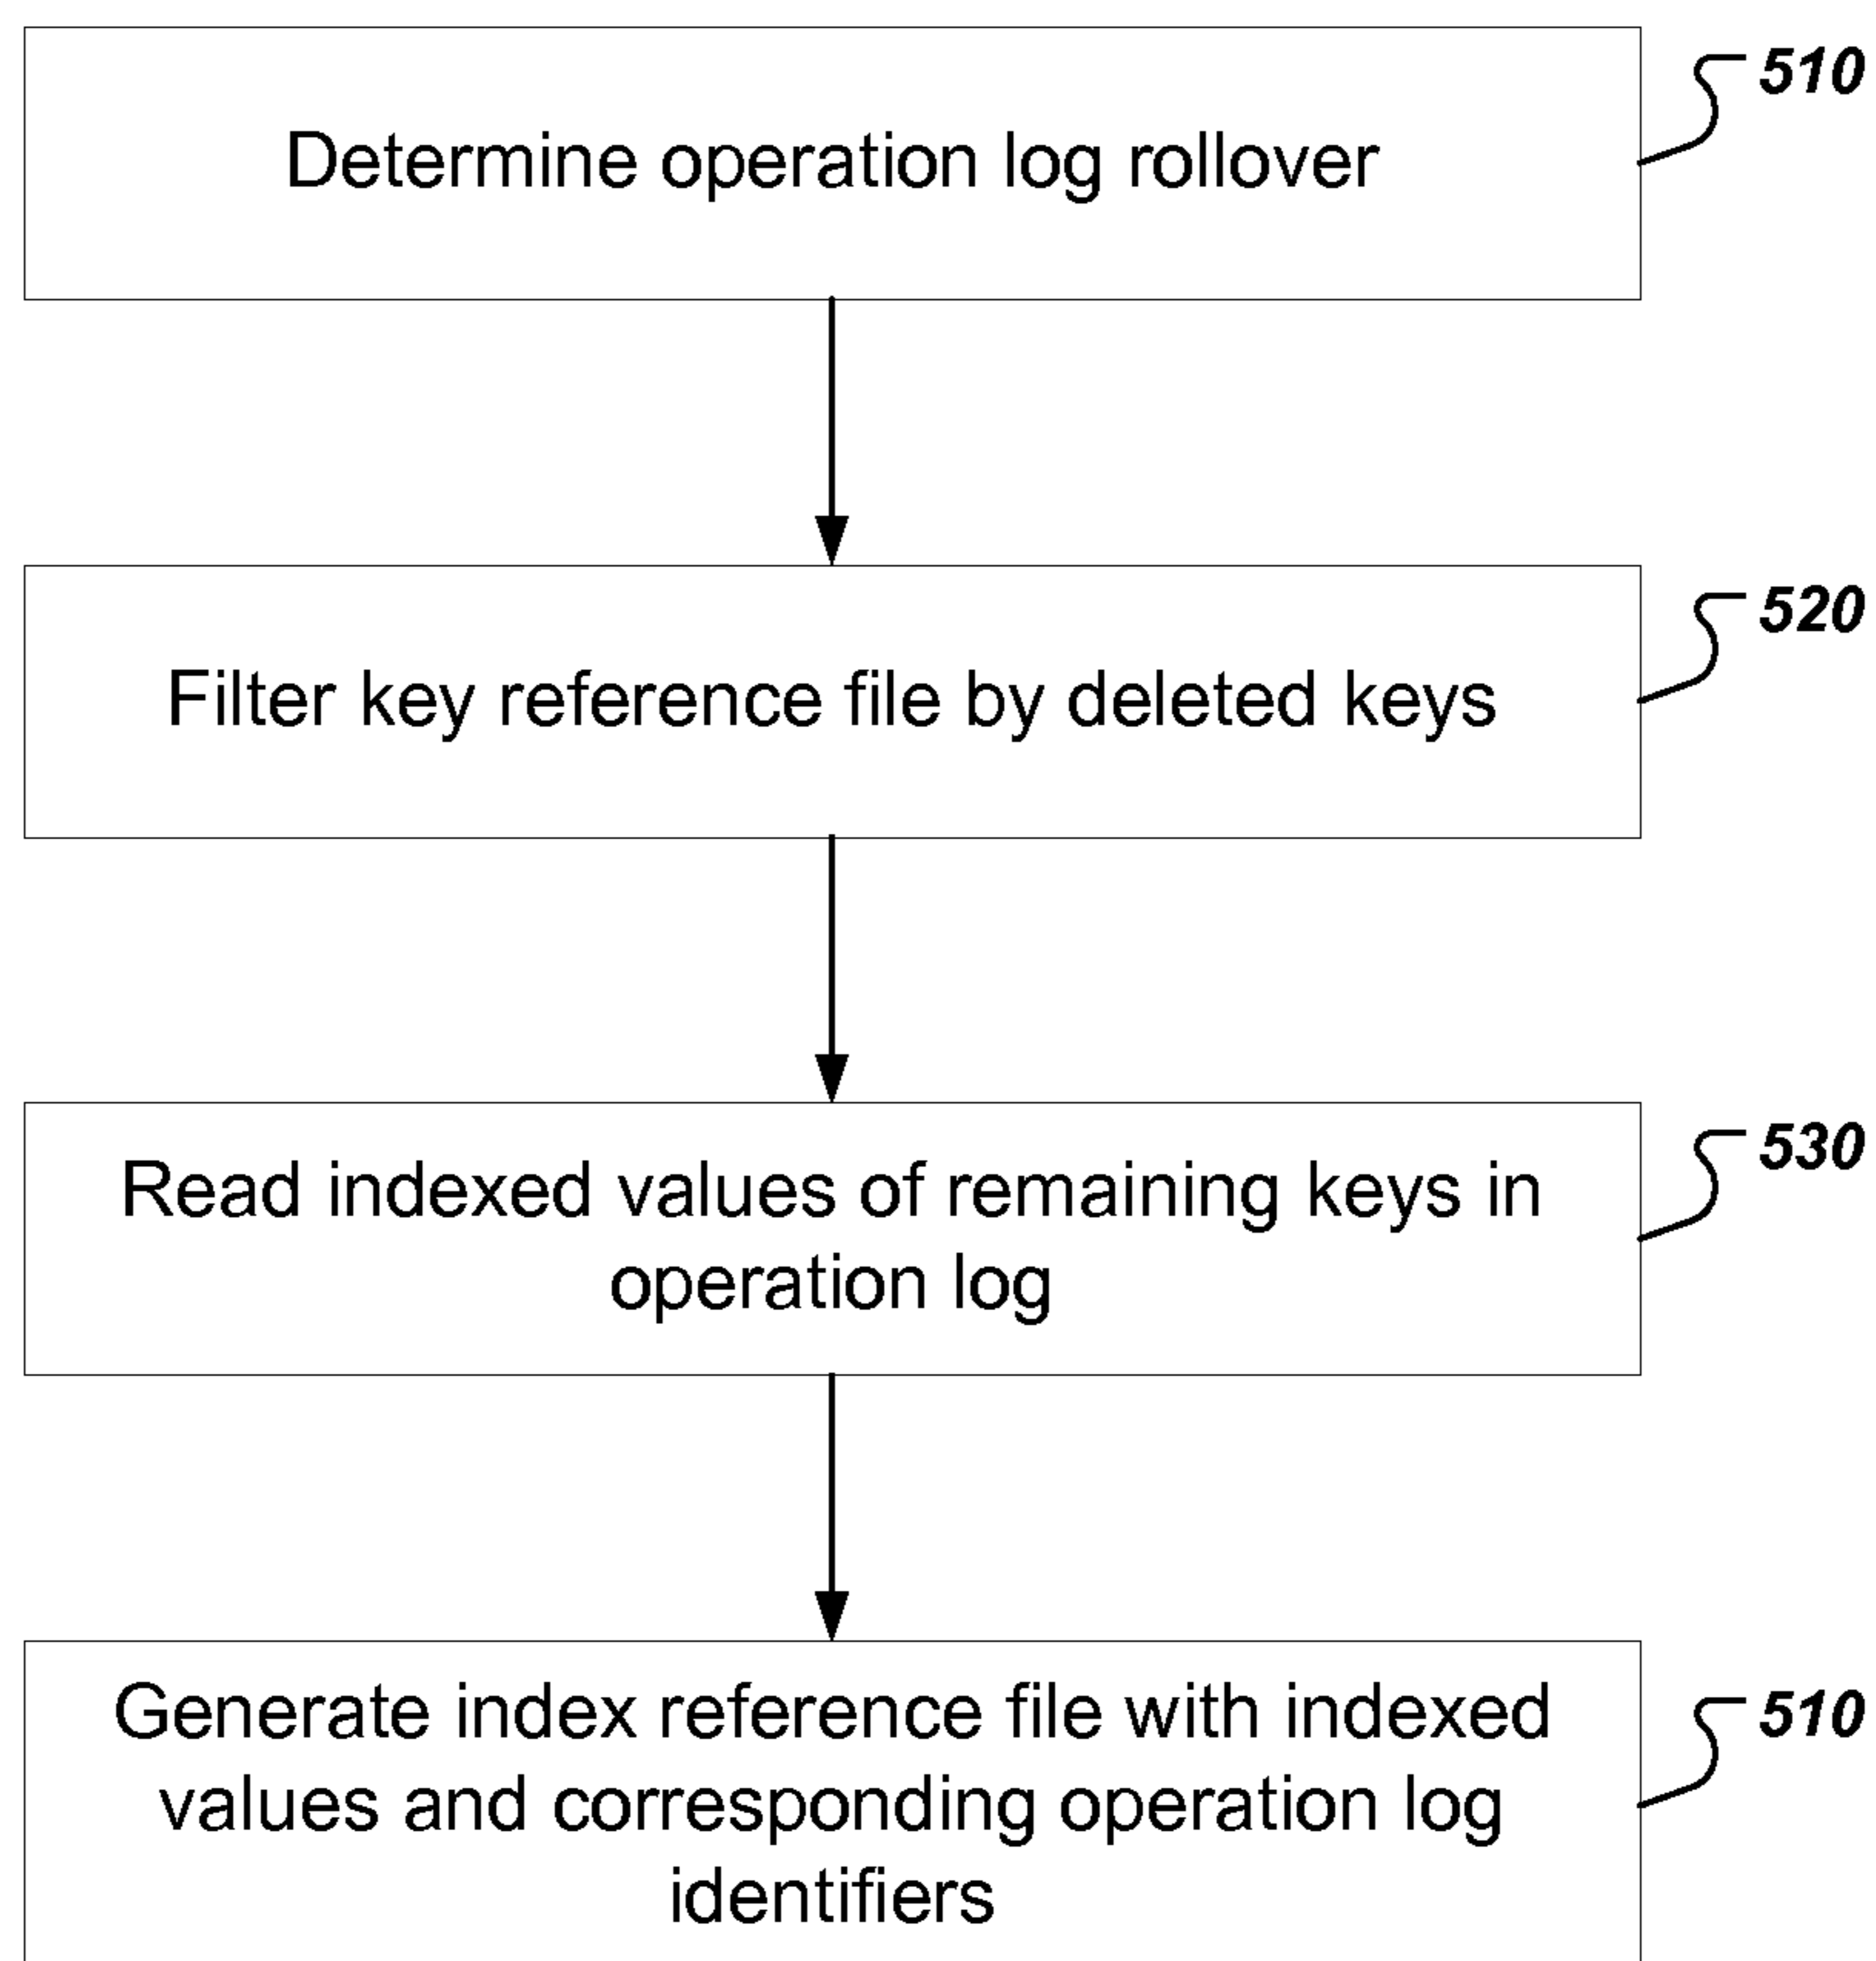 Determine operation log rollover
510
Filter key reference file by deleted keys
520
Read indexed values of remaining keys in
operation log
530
Generate index reference file with indexed
values and corresponding operation log
identifiers
510